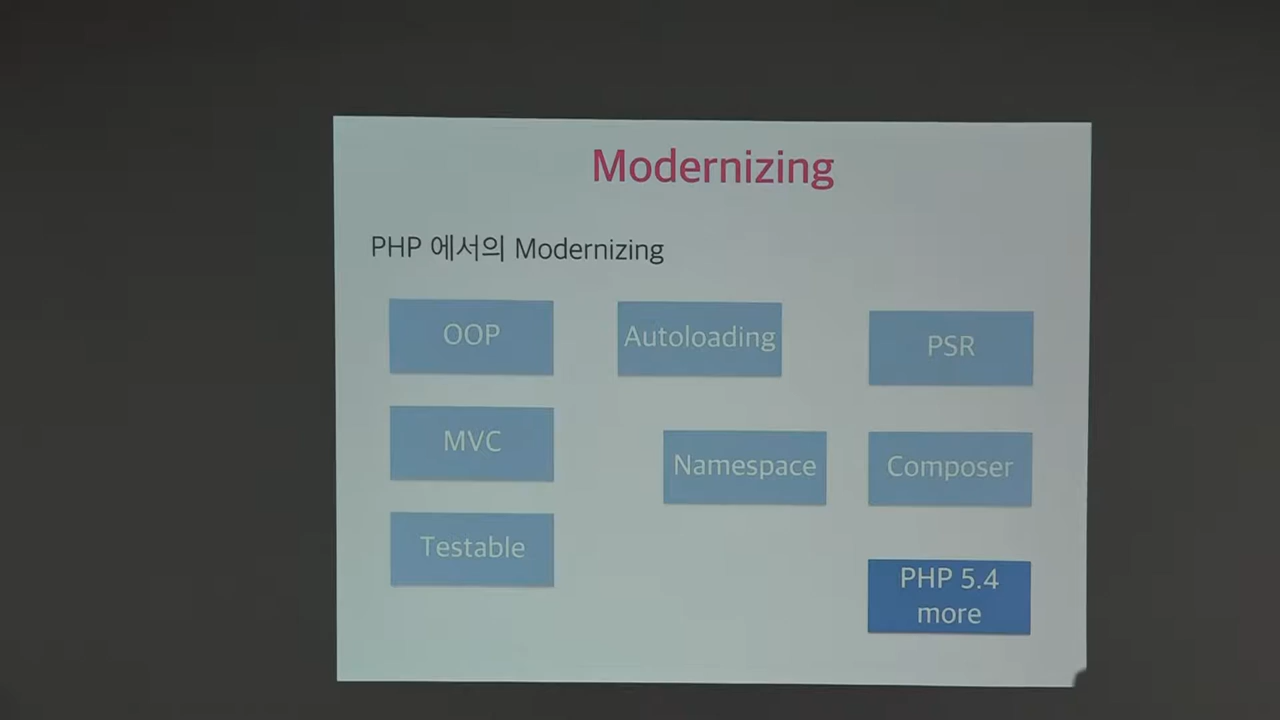 Modernizing
PHP 에서의 Modernizing
OOP
Autoloading
PSR
MVC
Namespace
Composer
Testable
PHP 5.4
more